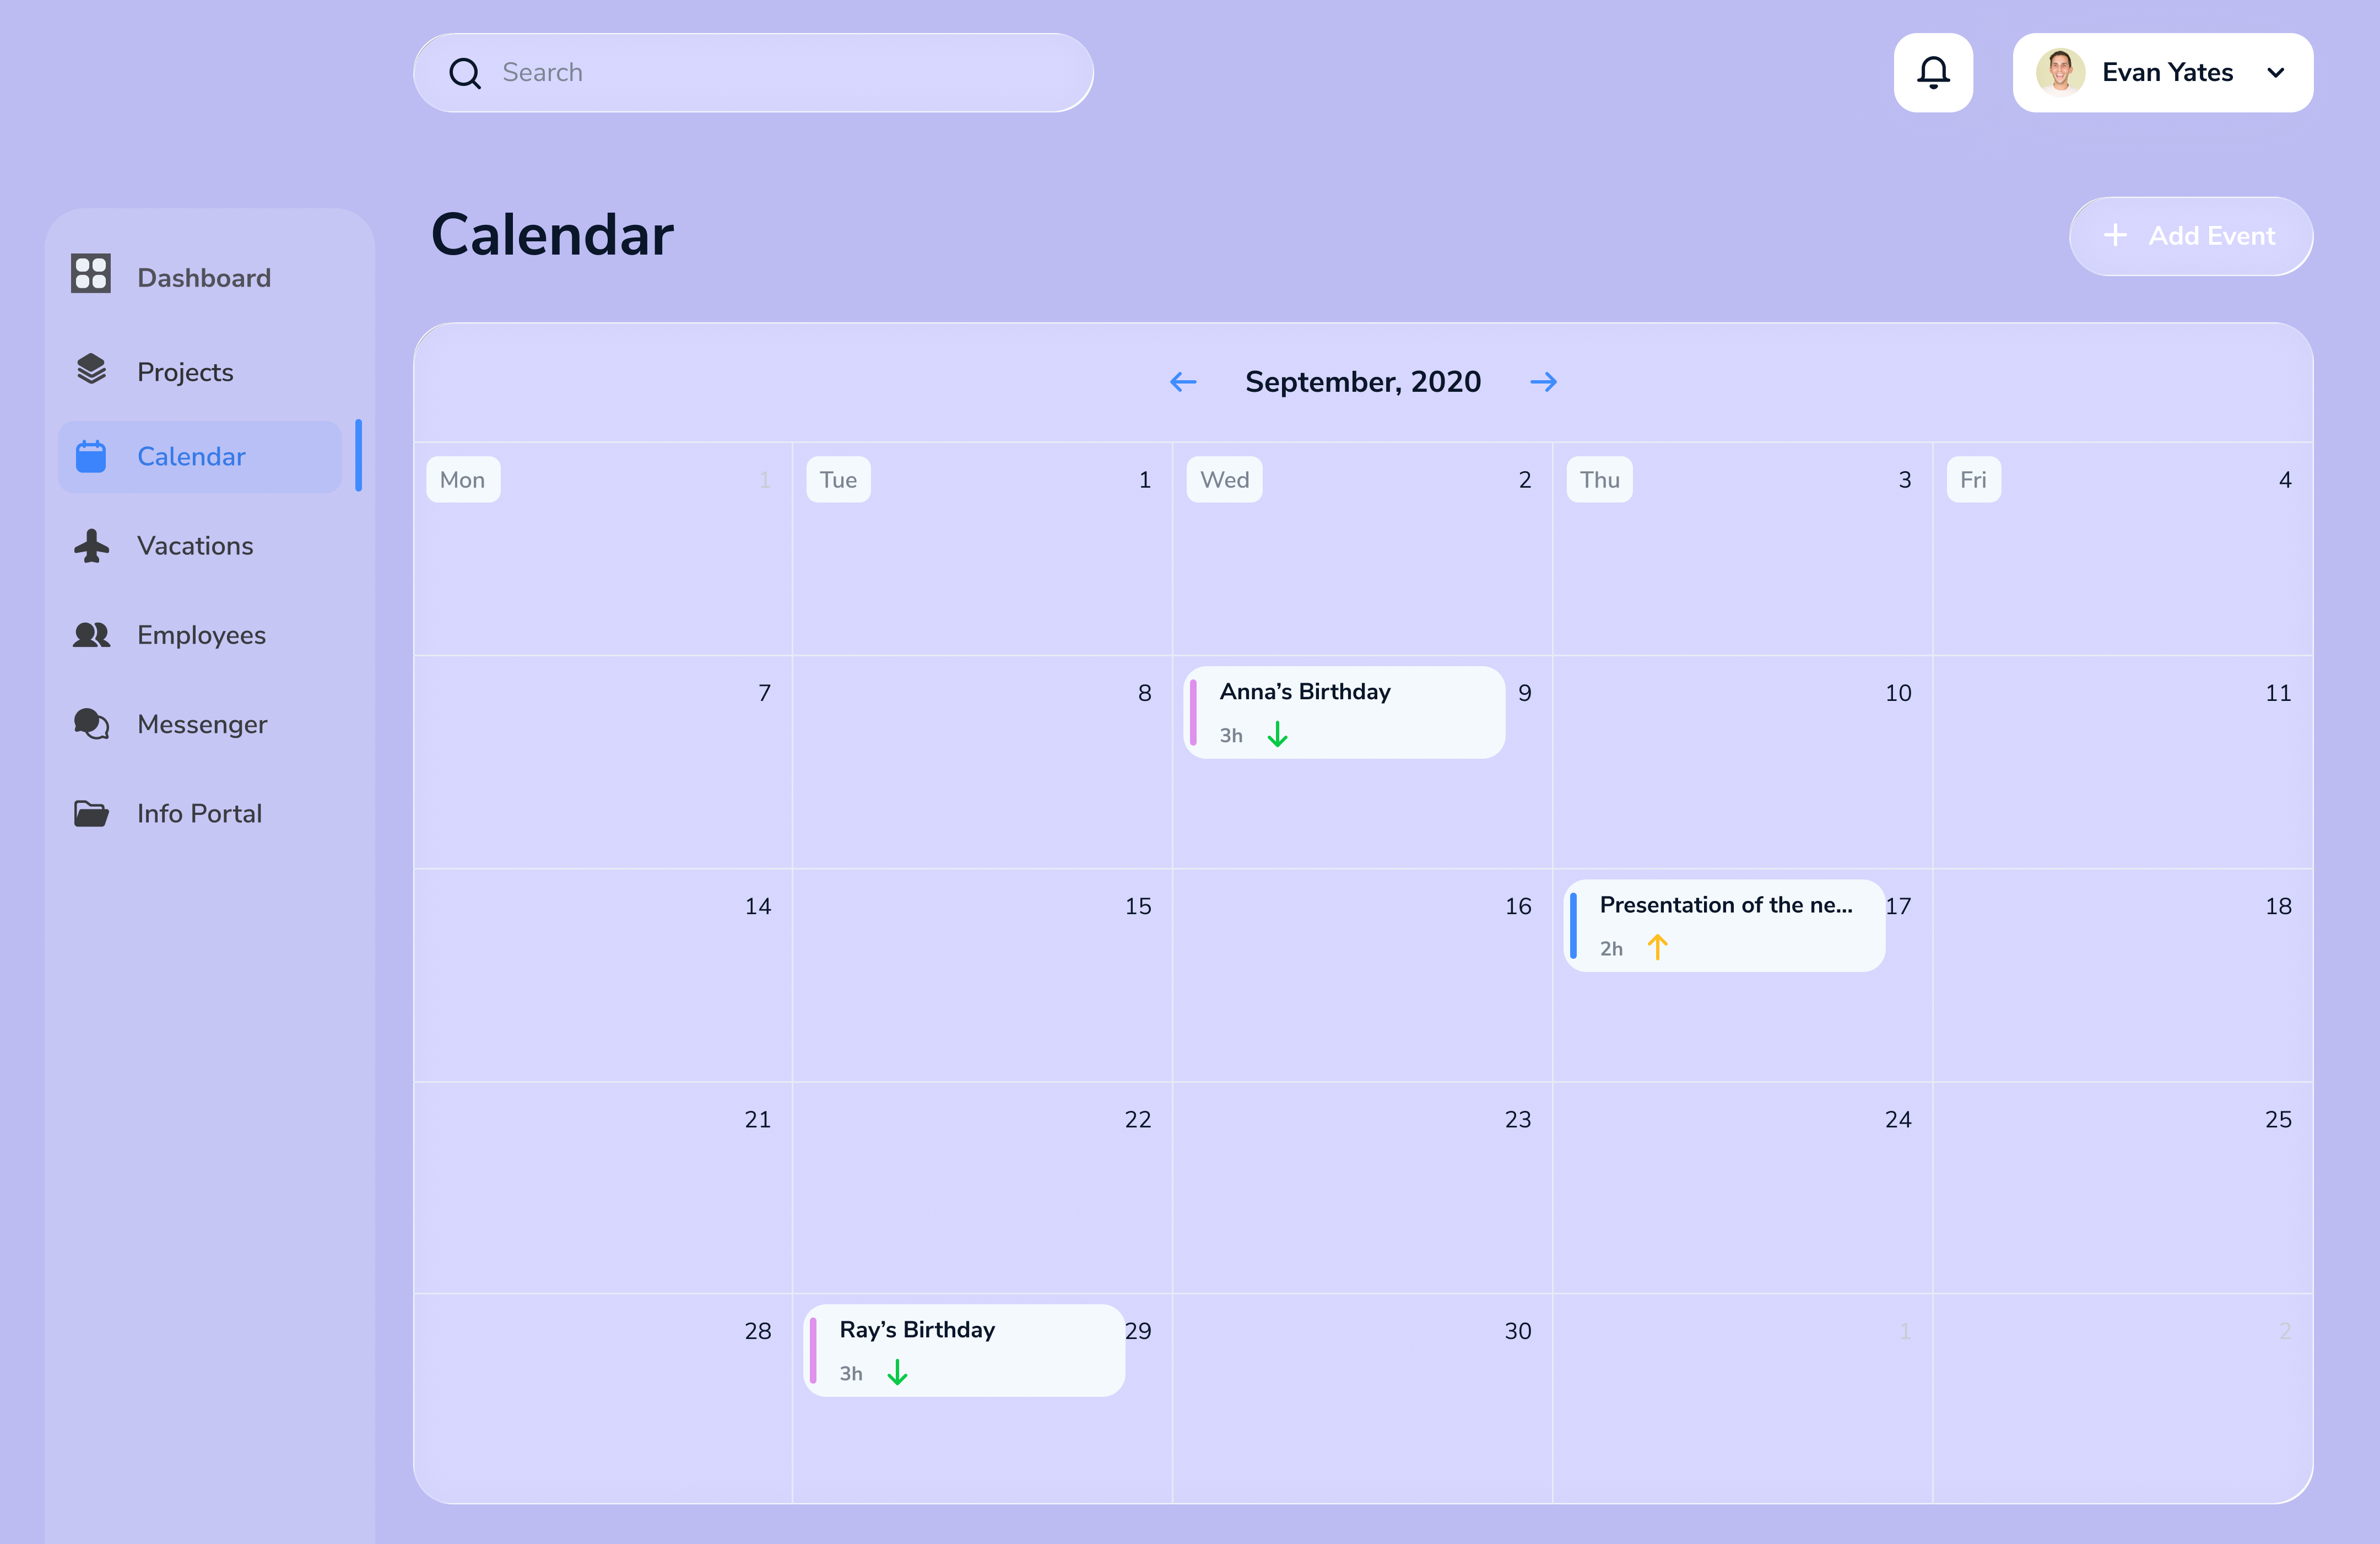 Search
Evan Yates
Calendar
Add Event
Dashboard
Projects
Calendar
Vacations
Employees
Messenger
Info Portal
September, 2020
Mon 1 Tue 1 Wed 2 Thu 3 Fri 4
7 8 Anna’s Birthday 9 10 11
3h
14 15 16 Presentation of the ne... 17 18
2h
21 22 23 24 25
28 Ray’s Birthday 29 30 1 2
3h